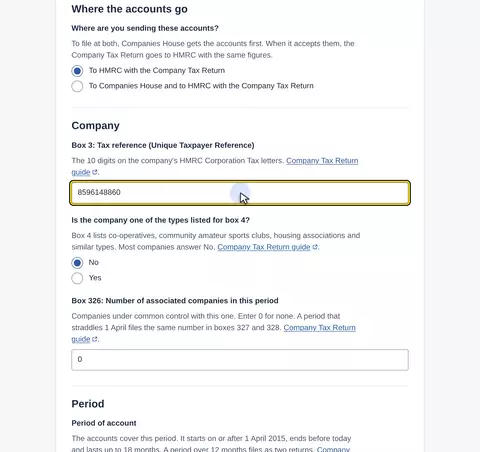 Where the accounts go
Where are you sending these accounts?
To file at both, Companies House gets the accounts first. When it accepts them, the
Company Tax Return goes to HMRC with the same figures.
To HMRC with the Company Tax Return
To Companies House and to HMRC with the Company Tax Return
Company
Box 3: Tax reference (Unique Taxpayer Reference)
The 10 digits on the company's HMRC Corporation Tax letters. Company Tax Return
guide.
8596148860
Is the company one of the types listed for box 4?
Box 4 lists co-operatives, community amateur sports clubs, housing associations and
similar types. Most companies answer No. Company Tax Return guide.
No
Yes
Box 326: Number of associated companies in this period
Companies under common control with this one. Enter 0 for none. A period that
straddles 1 April files the same number in boxes 327 and 328. Company Tax Return
guide.
0
Period
Period of account
The accounts cover this period. It starts on or after 1 April 2015, ends before today
and lasts up to 18 months. A period over 12 months files as two returns. Company